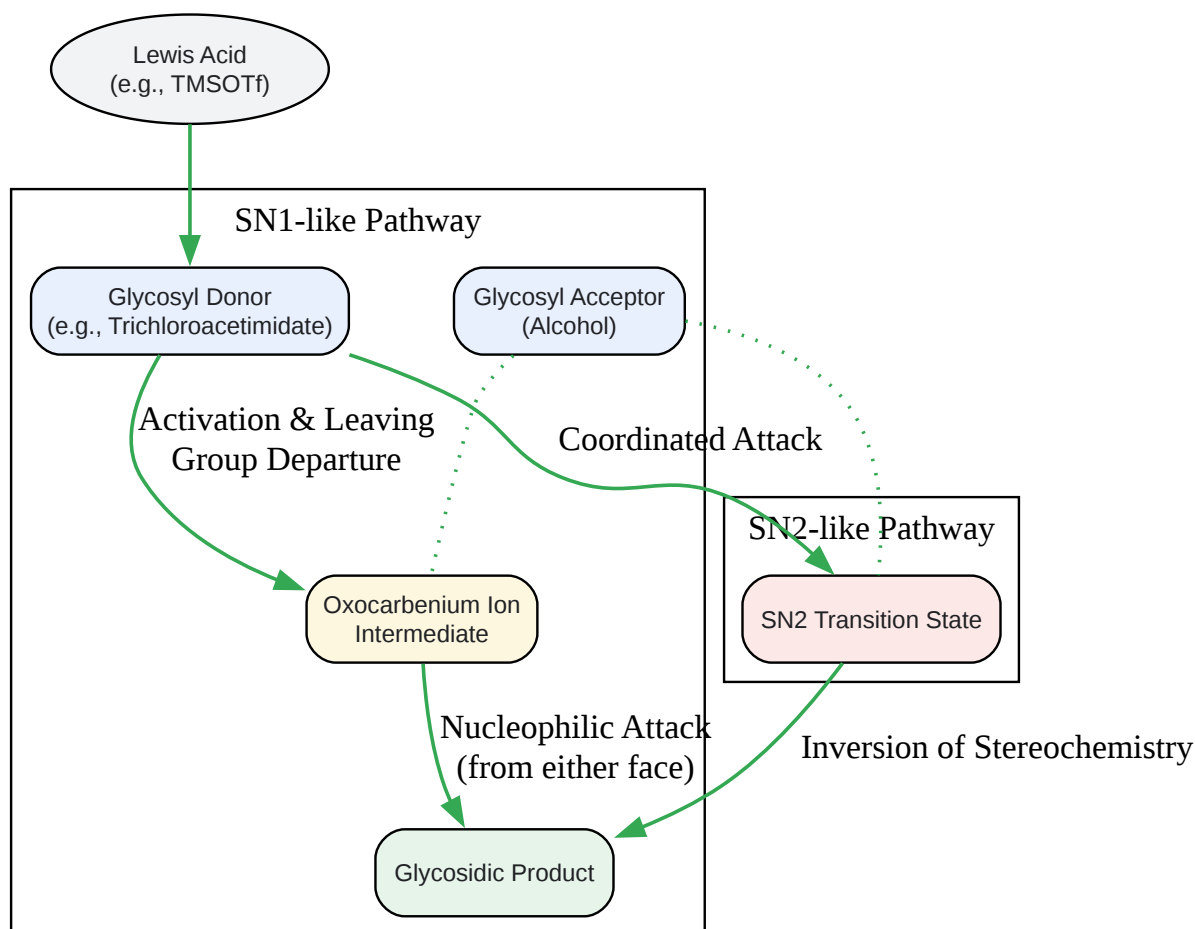 Lewis Acid
(e.g., TMSOTf)
SN1-like Pathway
Glycosyl Donor
(e.g., Trichloroacetimidate)
Glycosyl Acceptor
(Alcohol)
Activation & Leaving
Group Departure
Coordinated Attack
SN2-like Pathway
Oxocarbenium Ion
Intermediate
SN2 Transition State
Nucleophilic Attack
(from either face)
Inversion of Stereochemistry
Glycosidic Product